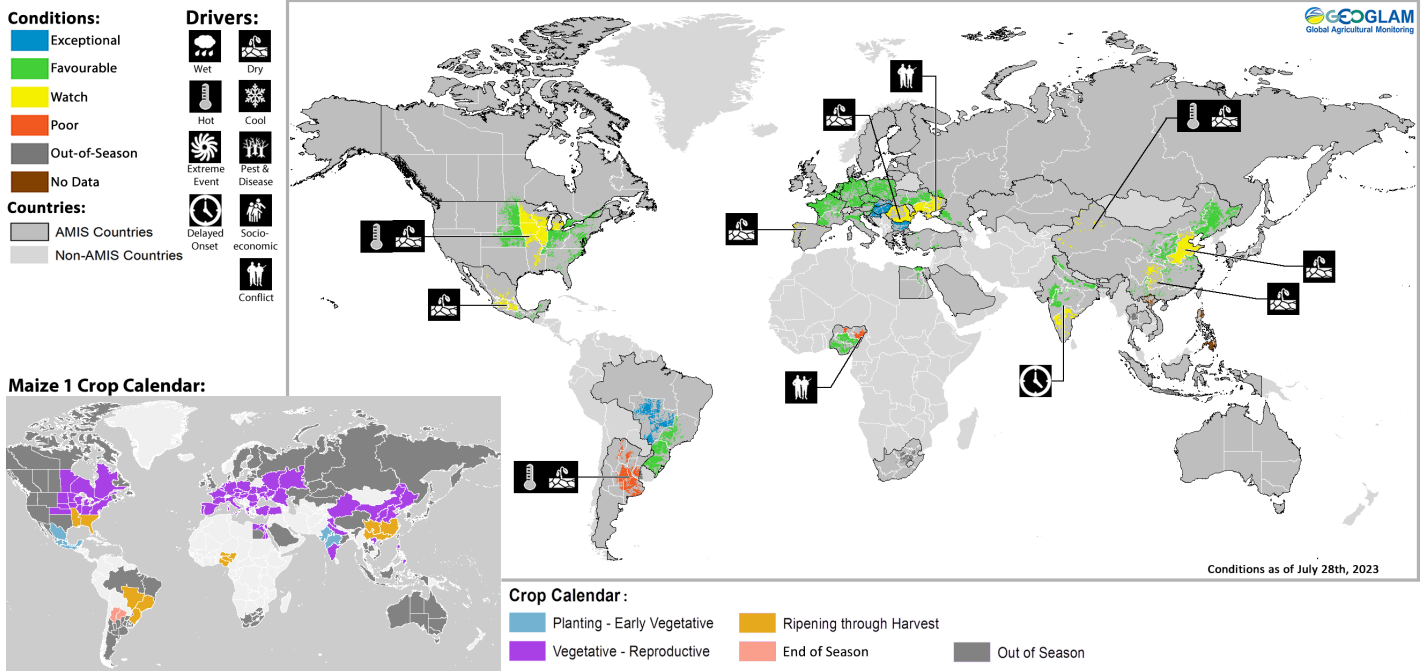 Conditions:
Exceptional
Favourable
Watch
Poor
Out-of-Season
No Data
Countries:
AMIS Countries
Non-AMIS Countries
Drivers:
Wet
Dry
Hot
Cool
Extreme
Event
Pest &
Disease
Delayed
Onset
Socio-
economic
Conflict
GEOGLAM
Global Agricultural Monitoring
Maize 1 Crop Calendar:
Conditions as of July 28th, 2023
Crop Calendar :
Planting - Early Vegetative
Ripening through Harvest
Vegetative - Reproductive
End of Season
Out of Season